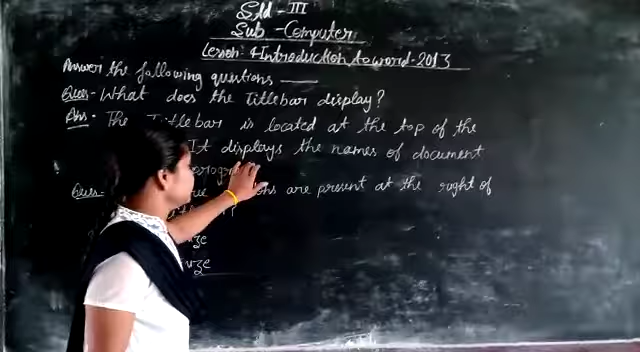 Std - III
Sub - Computer
Lesson: 4 Introduction to word-2013
Answer the following questions
Ques - What does the Titlebar display?
Ans - The Titlebar is located at the top of the
It displays the names of document
Ques - are present at the right of